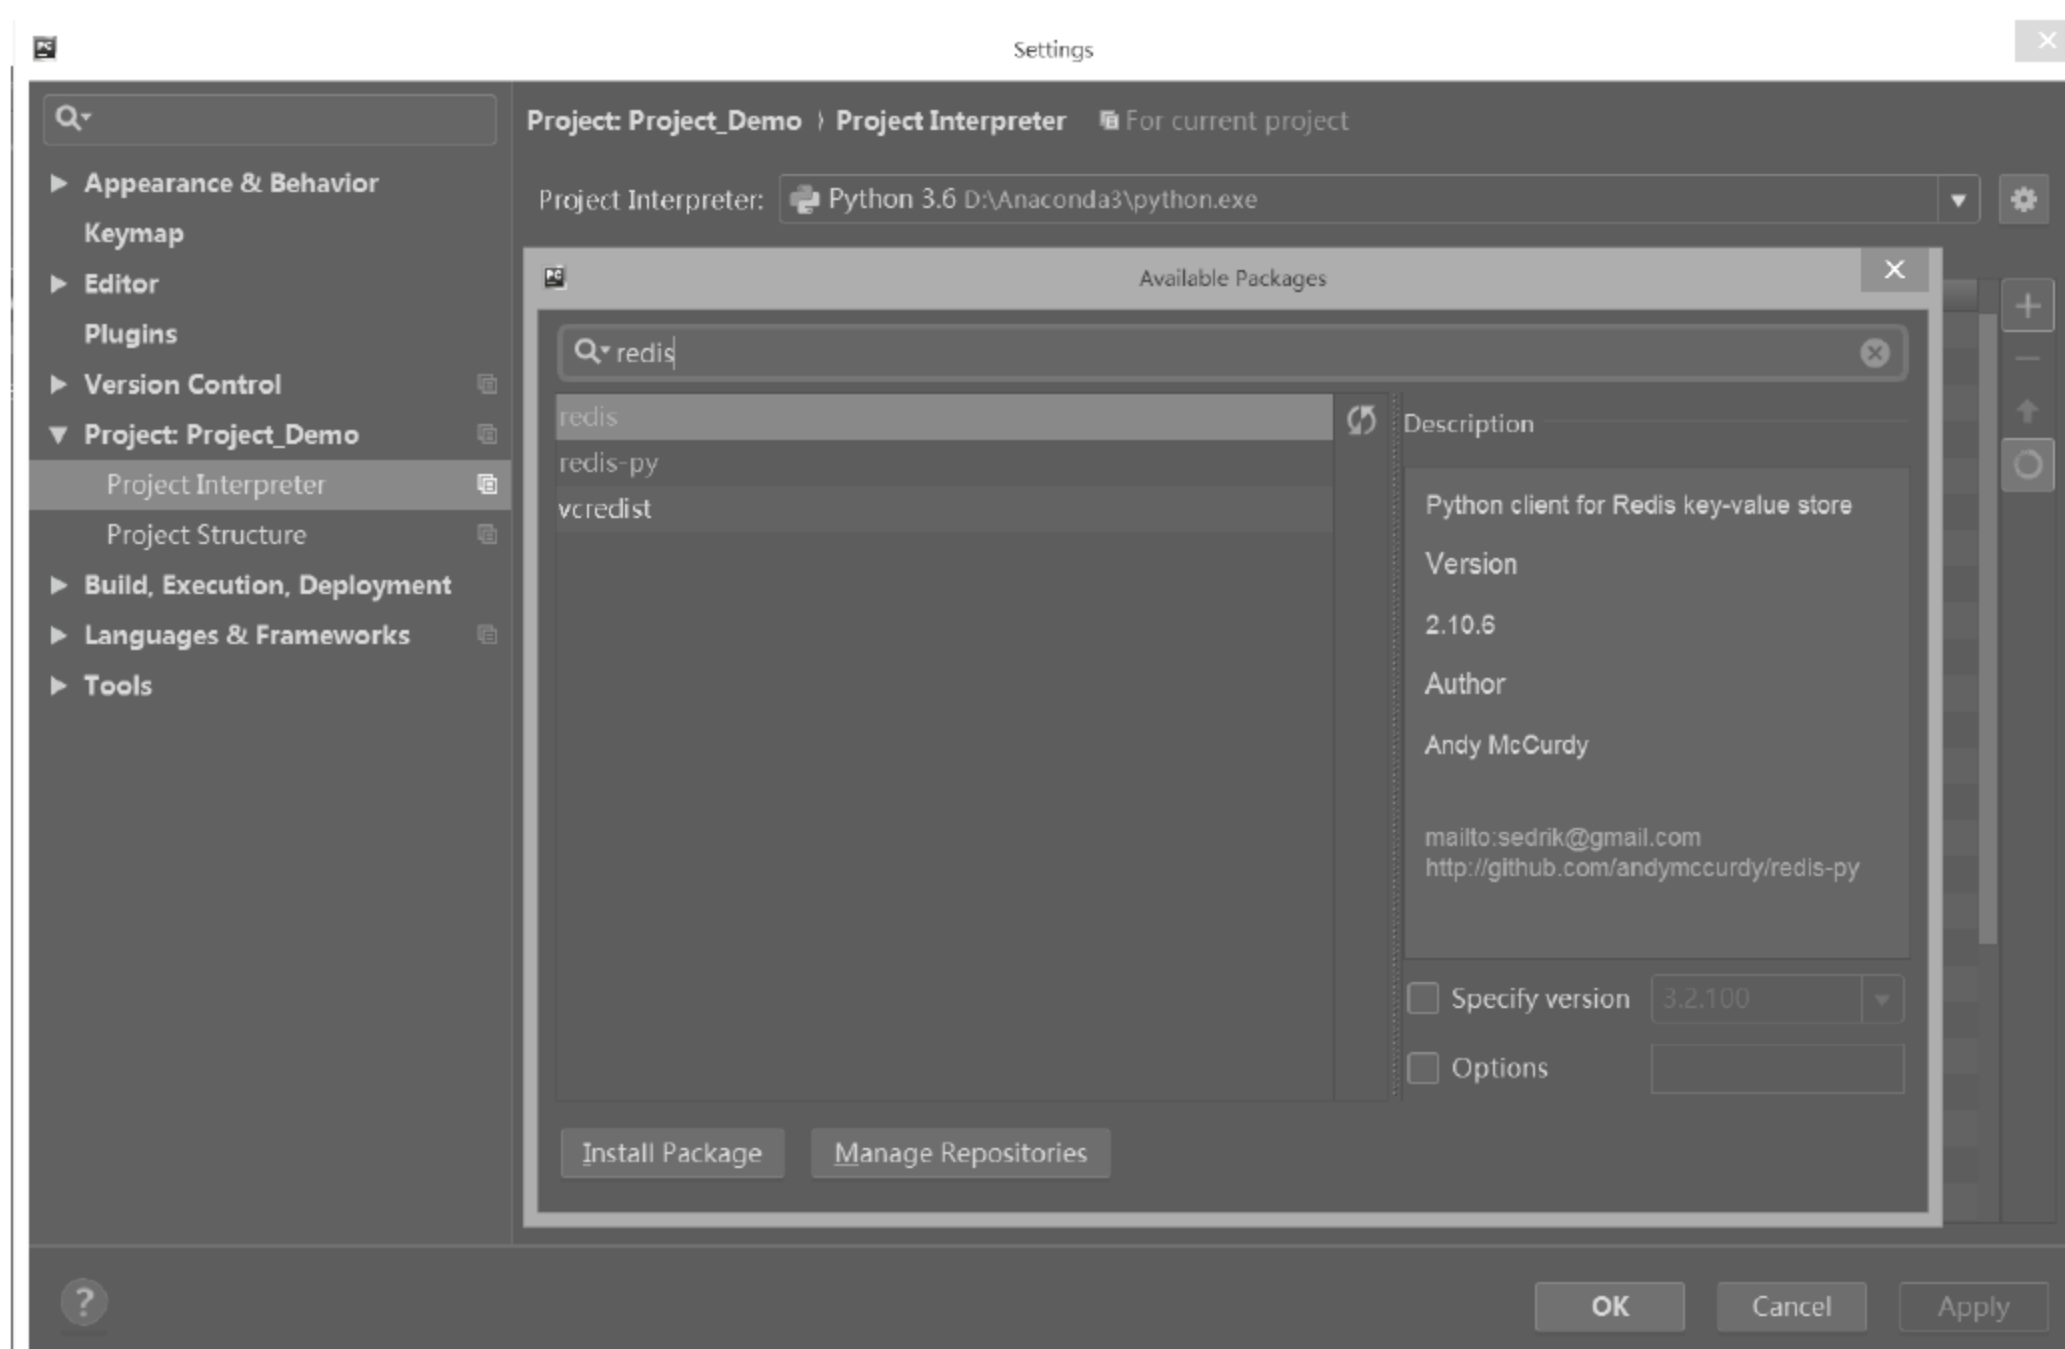 Settings
Project: Project_Demo › Project Interpreter For current project
Appearance & Behavior
Keymap
Editor
Plugins
Version Control
Project: Project_Demo
Project Interpreter
Project Structure
Build, Execution, Deployment
Languages & Frameworks
Tools
Project Interpreter: Python 3.6 D:\Anaconda3\python.exe
Available Packages
redis
redis
redis-py
vcredist
Description
Python client for Redis key-value store
Version
2.10.6
Author
Andy McCurdy
mailto:sedrik@gmail.com
http://github.com/andymccurdy/redis-py
Specify version 3.2.100
Options
Install Package Manage Repositories
? OK Cancel Apply